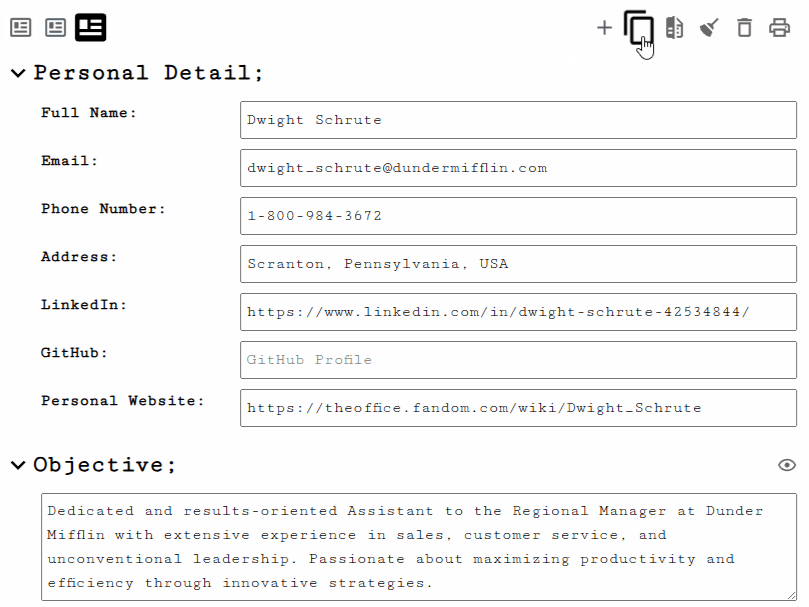 Personal Detail;
Full Name:
Dwight Schrute
Email:
dwight_schrute@dundermifflin.com
Phone Number:
1-800-984-3672
Address:
Scranton, Pennsylvania, USA
LinkedIn:
https://www.linkedin.com/in/dwight-schrute-42534844/
GitHub:
GitHub Profile
Personal Website:
https://theoffice.fandom.com/wiki/Dwight_Schrute
Objective;
Dedicated and results-oriented Assistant to the Regional Manager at Dunder
Mifflin with extensive experience in sales, customer service, and
unconventional leadership. Passionate about maximizing productivity and
efficiency through innovative strategies.